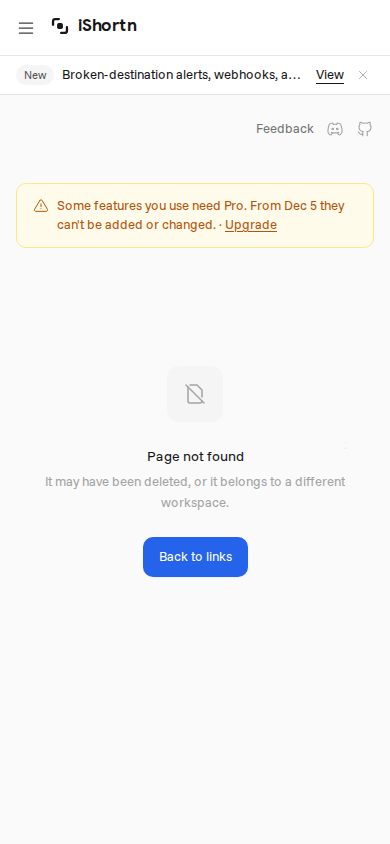 iShortn
New Broken-destination alerts, webhooks, a... View
Feedback
Some features you use need Pro. From Dec 5 they
can't be added or changed. · Upgrade
Page not found
It may have been deleted, or it belongs to a different
workspace.
Back to links